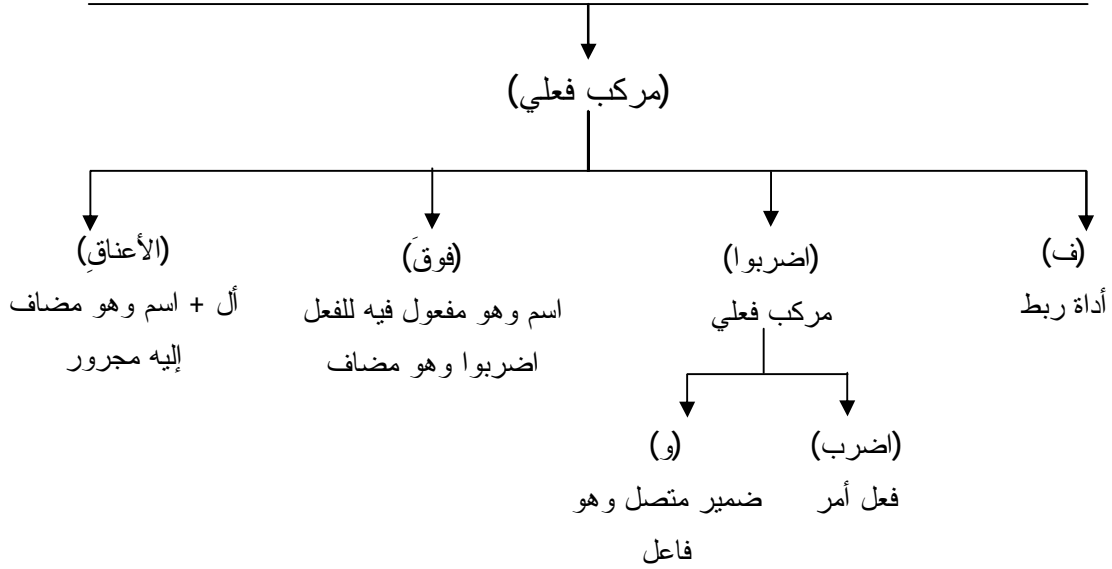 (مركب فعلي)
(ف)
أداة ربط
(اضربوا)
مركب فعلي
(فوقَ)
اسم وهو مفعول فيه للفعل
اضربوا وهو مضاف
(الأعناقِ)
أل + اسم وهو مضاف
إليه مجرور
(اضرب)
فعل أمر
(و)
ضمير متصل وهو
فاعل